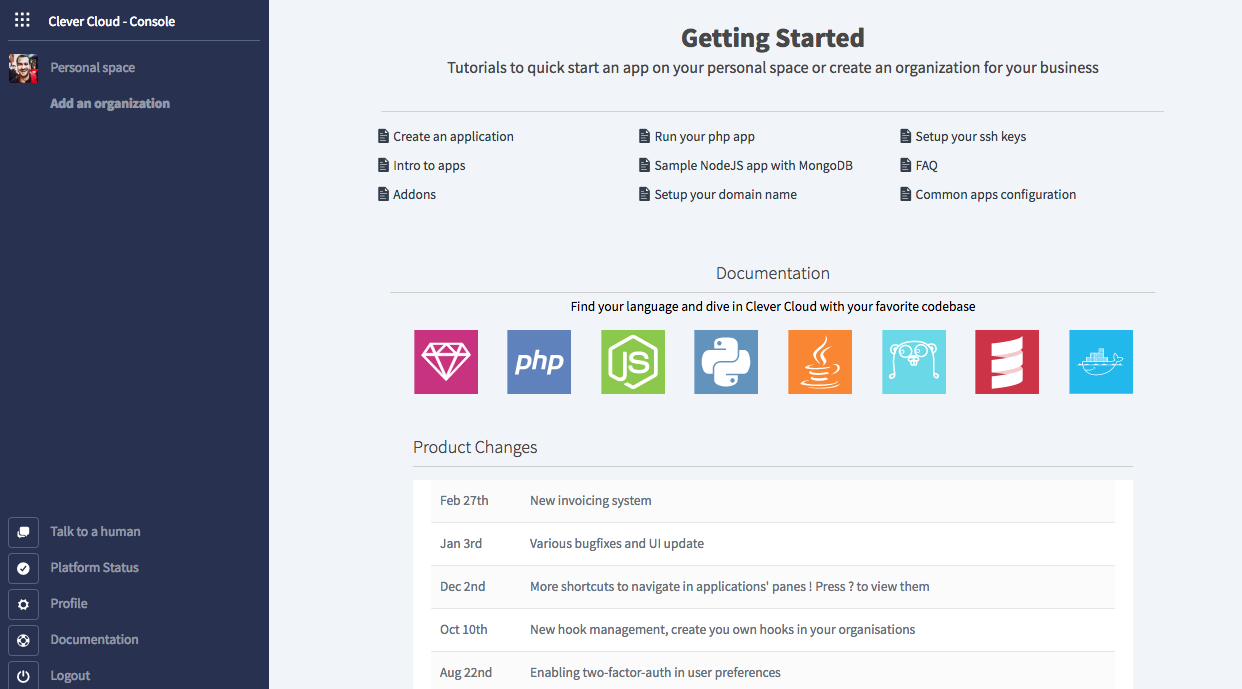 Clever Cloud - Console
Personal space
Add an organization
Talk to a human
Platform Status
Profile
Documentation
Logout
Getting Started
Tutorials to quick start an app on your personal space or create an organization for your business
Create an application
Run your php app
Setup your ssh keys
Intro to apps
Sample NodeJS app with MongoDB
FAQ
Addons
Setup your domain name
Common apps configuration
Documentation
Find your language and dive in Clever Cloud with your favorite codebase
php
JS
Product Changes
Feb 27th New invoicing system
Jan 3rd Various bugfixes and UI update
Dec 2nd More shortcuts to navigate in applications' panes ! Press ? to view them
Oct 10th New hook management, create you own hooks in your organisations
Aug 22nd Enabling two-factor-auth in user preferences